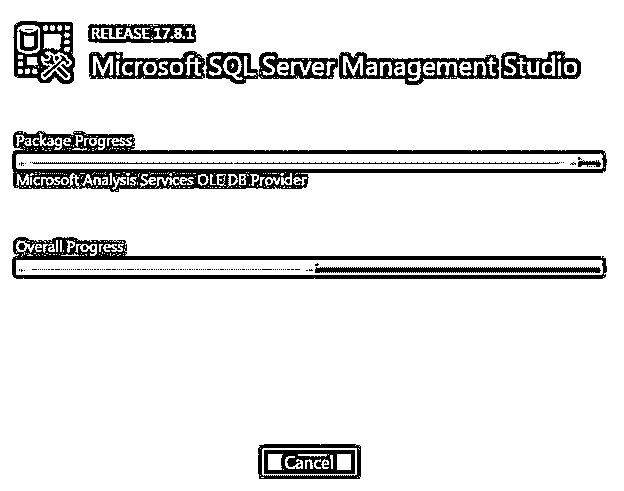 RELEASE 17.8.1
Microsoft SQL Server Management Studio
Package Progress
Microsoft Analysis Services OLE DB Provider
Overall Progress
Cancel